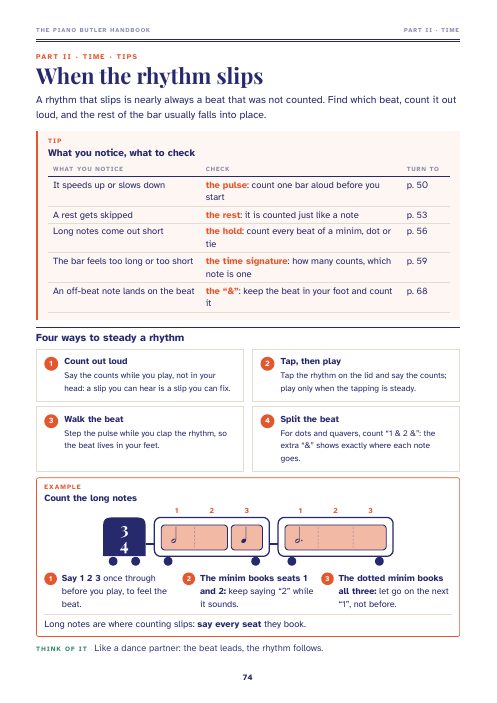 THE PIANO BUTLER HANDBOOK
PART II · TIME
PART II · TIME · TIPS
When the rhythm slips
A rhythm that slips is nearly always a beat that was not counted. Find which beat, count it out
loud, and the rest of the bar usually falls into place.
TIP
What you notice, what to check
WHAT YOU NOTICE CHECK TURN TO
It speeds up or slows down the pulse: count one bar aloud before you p. 50
start
A rest gets skipped the rest: it is counted just like a note p. 53
Long notes come out short the hold: count every beat of a minim, dot or p. 56
tie
The bar feels too long or too short the time signature: how many counts, which p. 59
note is one
An off-beat note lands on the beat the “&”: keep the beat in your foot and count p. 68
it
Four ways to steady a rhythm
1 Count out loud
Say the counts while you play, not in your
head: a slip you can hear is a slip you can fix.
2 Tap, then play
Tap the rhythm on the lid and say the counts;
play only when the tapping is steady.
3 Walk the beat
Step the pulse while you clap the rhythm, so
the beat lives in your feet.
4 Split the beat
For dots and quavers, count “1 & 2 &”: the
extra “&” shows exactly where each note
goes.
EXAMPLE
Count the long notes
1 2 3 1 2 3
3
4
1 Say 1 2 3 once through
before you play, to feel the
beat.
2 The minim books seats 1
and 2: keep saying “2” while
it sounds.
3 The dotted minim books
all three: let go on the next
“1”, not before.
Long notes are where counting slips: say every seat they book.
THINK OF IT Like a dance partner: the beat leads, the rhythm follows.
74